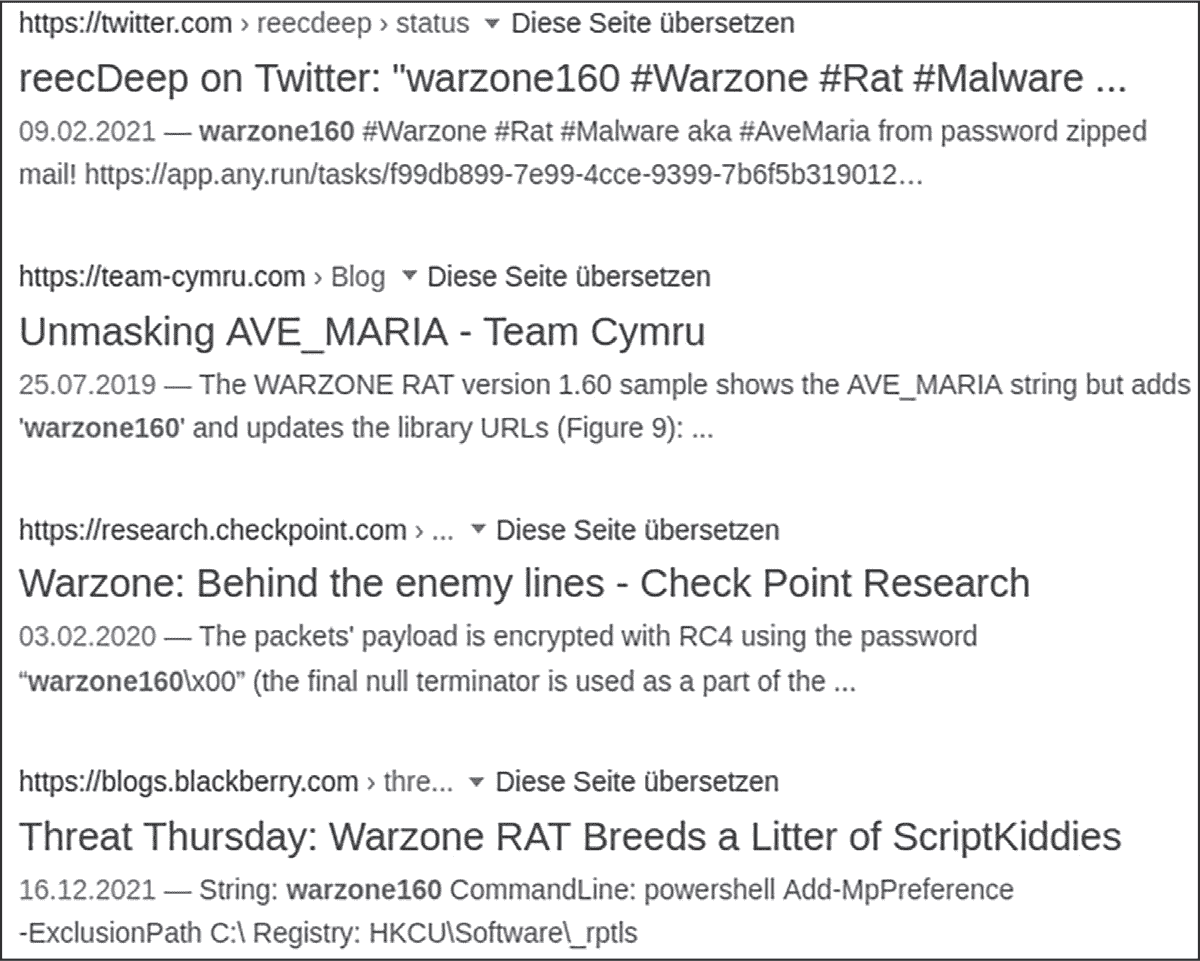 https://twitter.com › reecdeep › status ▼ Diese Seite übersetzen
reecDeep on Twitter: "warzone160 #Warzone #Rat #Malware ...
09.02.2021 — warzone160 #Warzone #Rat #Malware aka #AveMaria from password zipped
mail! https://app.any.run/tasks/f99db899-7e99-4cce-9399-7b6f5b319012…
https://team-cymru.com › Blog ▼ Diese Seite übersetzen
Unmasking AVE_MARIA - Team Cymru
25.07.2019 — The WARZONE RAT version 1.60 sample shows the AVE_MARIA string but adds
'warzone160' and updates the library URLs (Figure 9): ...
https://research.checkpoint.com › ... ▼ Diese Seite übersetzen
Warzone: Behind the enemy lines - Check Point Research
03.02.2020 — The packets' payload is encrypted with RC4 using the password
“warzone160\x00” (the final null terminator is used as a part of the ...
https://blogs.blackberry.com › thre... ▼ Diese Seite übersetzen
Threat Thursday: Warzone RAT Breeds a Litter of ScriptKiddies
16.12.2021 — String: warzone160 CommandLine: powershell Add-MpPreference
-ExclusionPath C:\ Registry: HKCU\Software\_rptls